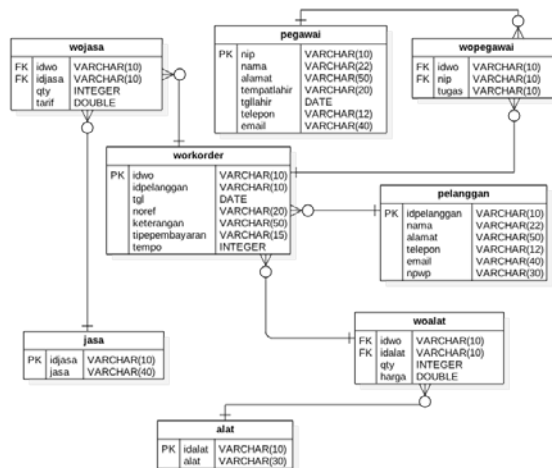 wojasa
FK idwo VARCHAR(10)
FK idjasa VARCHAR(10)
qty INTEGER
tarif DOUBLE
pegawai
PK nip VARCHAR(10)
nama VARCHAR(22)
alamat VARCHAR(50)
tempatlahir VARCHAR(20)
tgllahir DATE
telepon VARCHAR(12)
email VARCHAR(40)
wopegawai
FK idwo VARCHAR(10)
FK nip VARCHAR(10)
tugas VARCHAR(10)
workorder
PK idwo VARCHAR(10)
idpelanggan VARCHAR(10)
tgl DATE
noref VARCHAR(20)
keterangan VARCHAR(50)
tipepembayaran VARCHAR(15)
tempo INTEGER
pelanggan
PK idpelanggan VARCHAR(10)
nama VARCHAR(22)
alamat VARCHAR(50)
telepon VARCHAR(12)
email VARCHAR(40)
npwp VARCHAR(30)
jasa
PK idjasa VARCHAR(10)
jasa VARCHAR(40)
woalat
FK idwo VARCHAR(10)
FK idalat VARCHAR(10)
qty INTEGER
harga DOUBLE
alat
PK idalat VARCHAR(10)
alat VARCHAR(30)